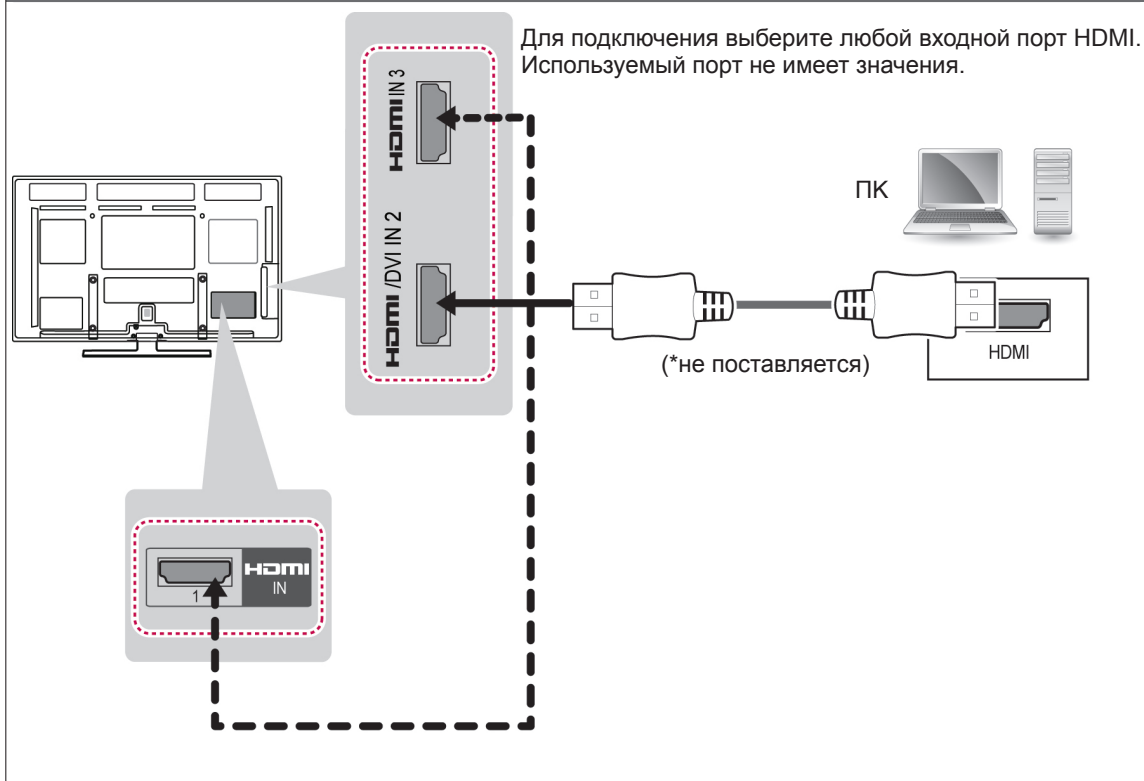 Для подключения выберите любой входной порт HDMI.
Используемый порт не имеет значения.
HDMI IN 3
ПК
HDMI /DVI IN 2
(*не поставляется)
HDMI
HDMI
IN
1